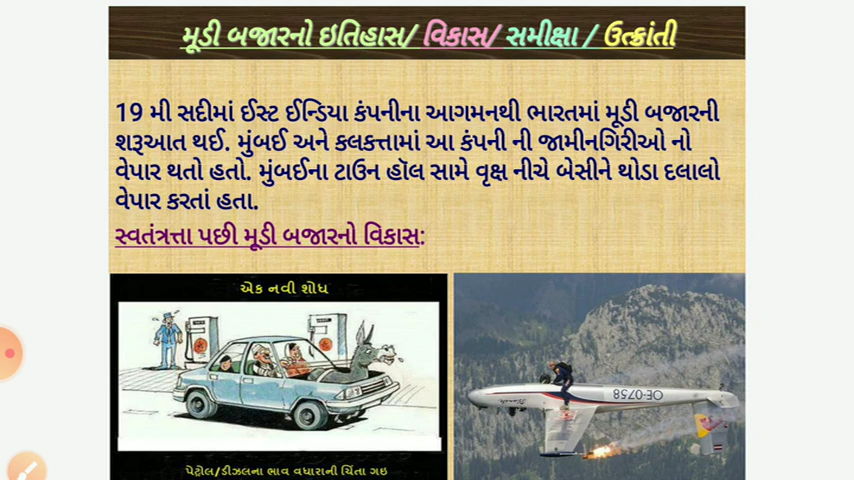 મૂડી બજારનો ઇતિહાસ/ વિકાસ/ સમીક્ષા / ઉત્ક્રાંતી
19 મી સદીમાં ઈસ્ટ ઈન્ડિયા કંપનીના આગમનથી ભારતમાં મૂડી બજારની
શરૂઆત થઈ. મુંબઈ અને કલકત્તામાં આ કંપની ની જામીનગિરીઓ નો
વેપાર થતો હતો. મુંબઈના ટાઉન હૉલ સામે વૃક્ષ નીચે બેસીને થોડા દલાલો
વેપાર કરતાં હતા.
સ્વતંત્રત્તા પછી મૂડી બજારનો વિકાસ:
એક નવી શોધ
પેટ્રોલ/ડીઝલના ભાવ વધારાની ચિંતા ગઇ
OE-0758